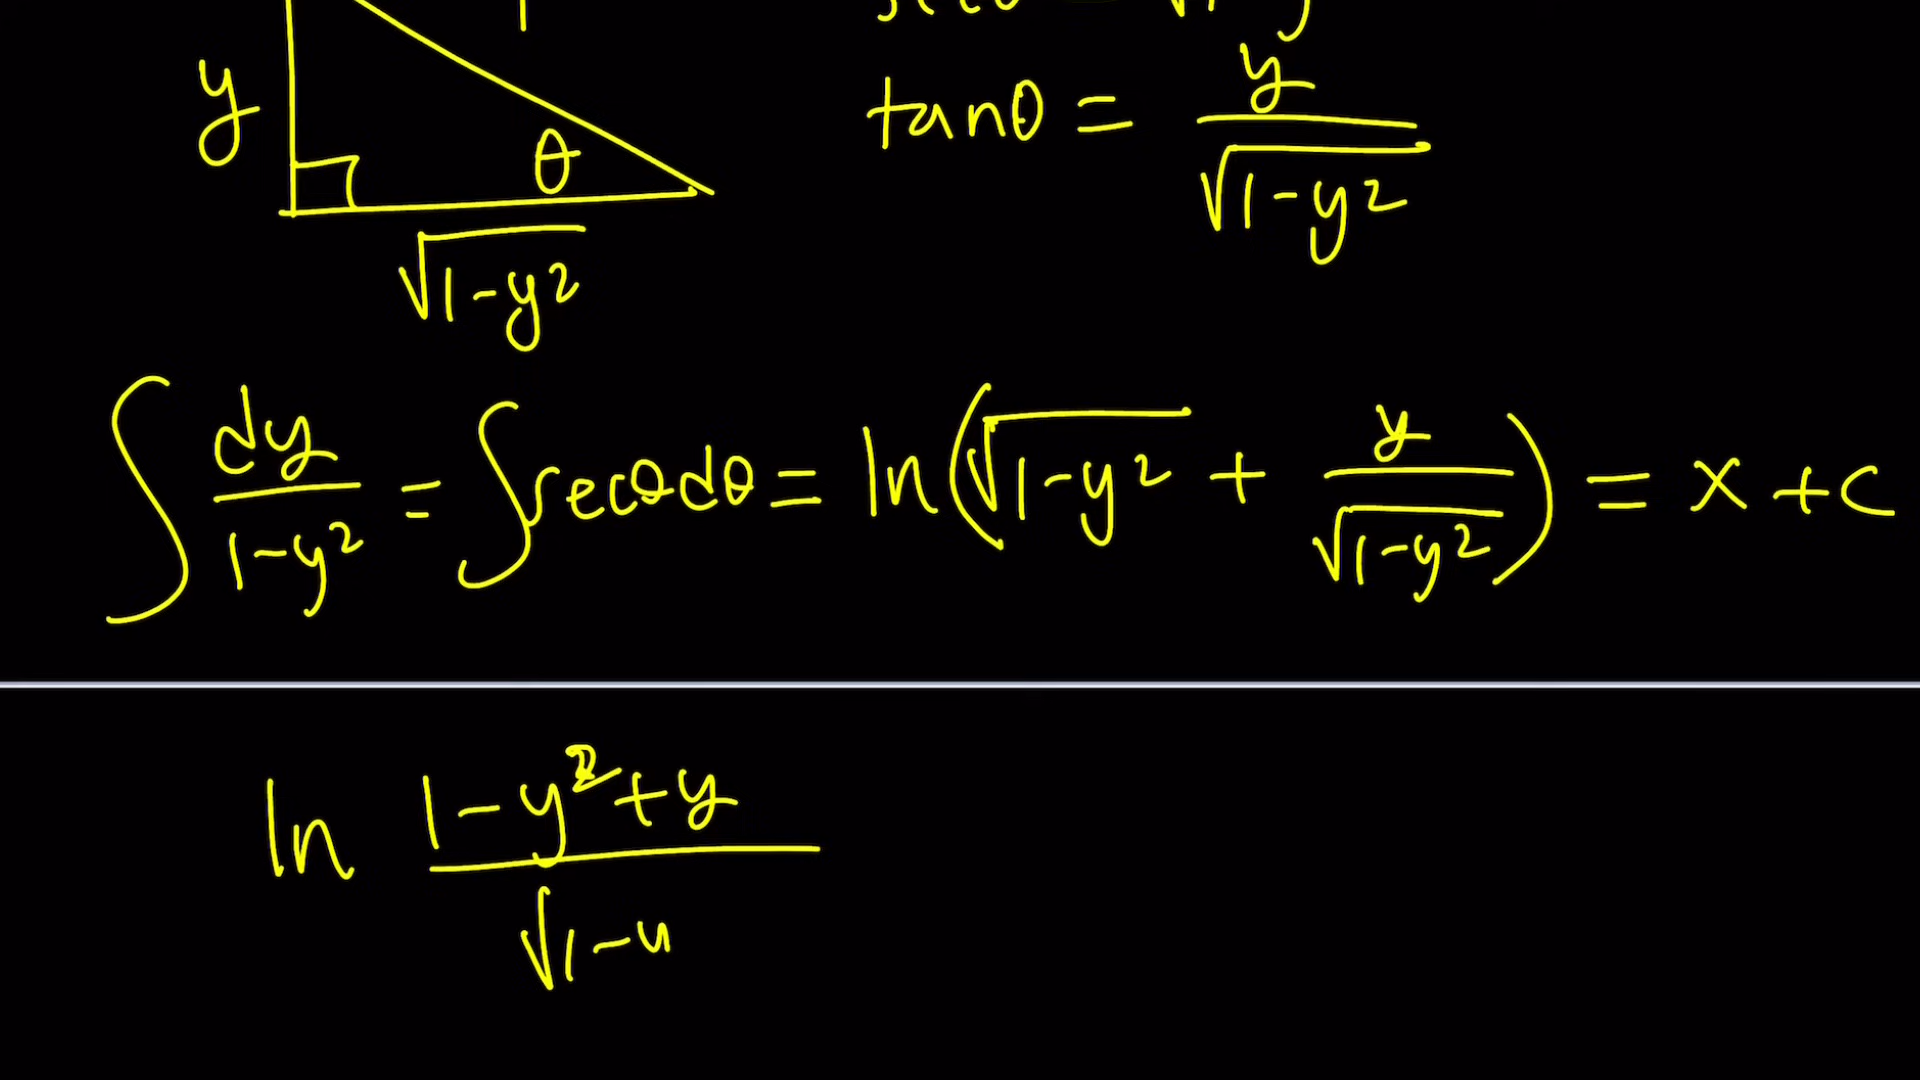 y
θ
√1-y²
tanθ = y/√1-y²
∫ dy/1-y² = ∫secθdθ = ln(√1-y² + y/√1-y²) = x+c
ln 1-y²+y/√1-y